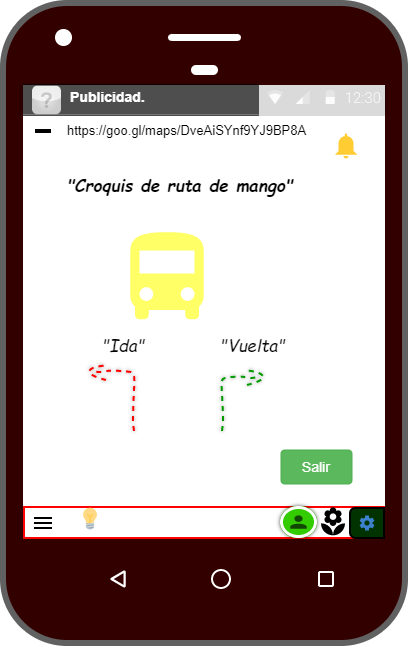 ?
Publicidad.
12:30
https://goo.gl/maps/DveAiSYnf9YJ9BP8A
"Croquis de ruta de mango"
"Ida" "Vuelta"
Salir